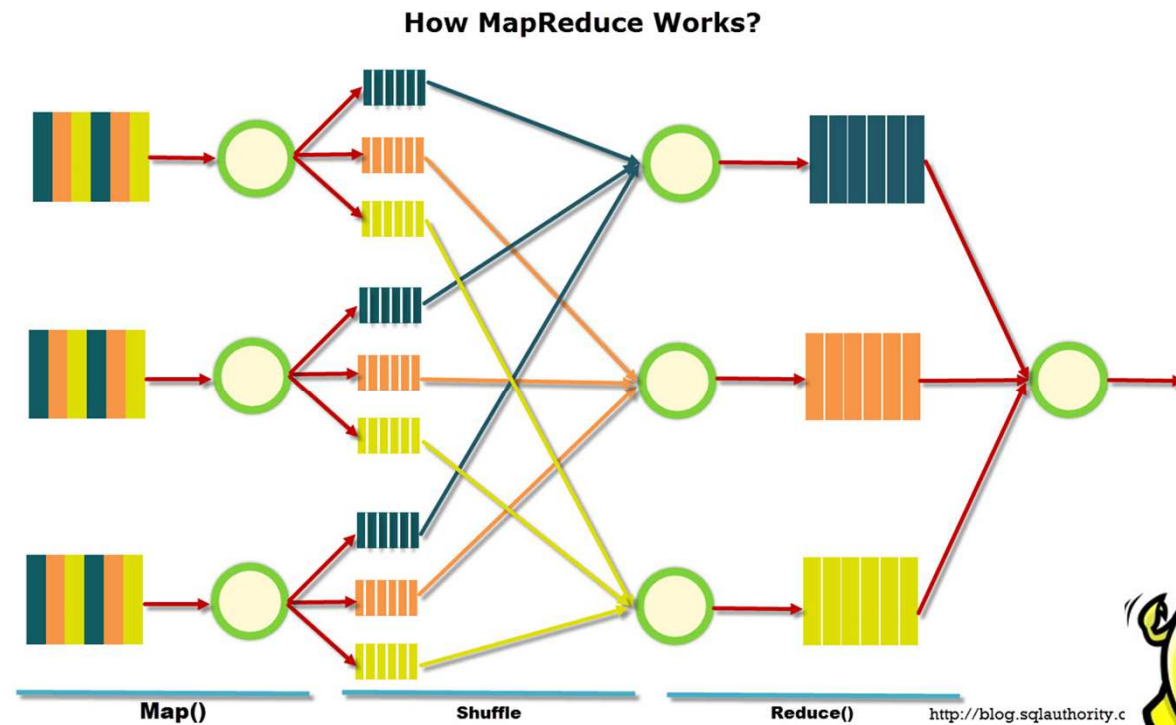 How MapReduce Works?
Map()
Shuffle
Reduce()
http://blog.sqlauthority.c